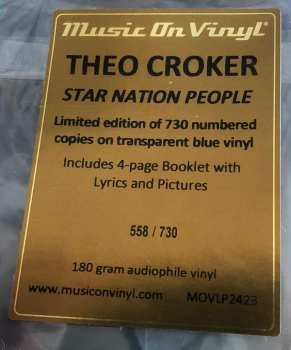 Music On Vinyl®
THEO CROKER
STAR NATION PEOPLE
Limited edition of 730 numbered
copies on transparent blue vinyl
Includes 4-page Booklet with
Lyrics and Pictures
558 / 730
180 gram audiophile vinyl
www.musiconvinyl.com MOVLP2423